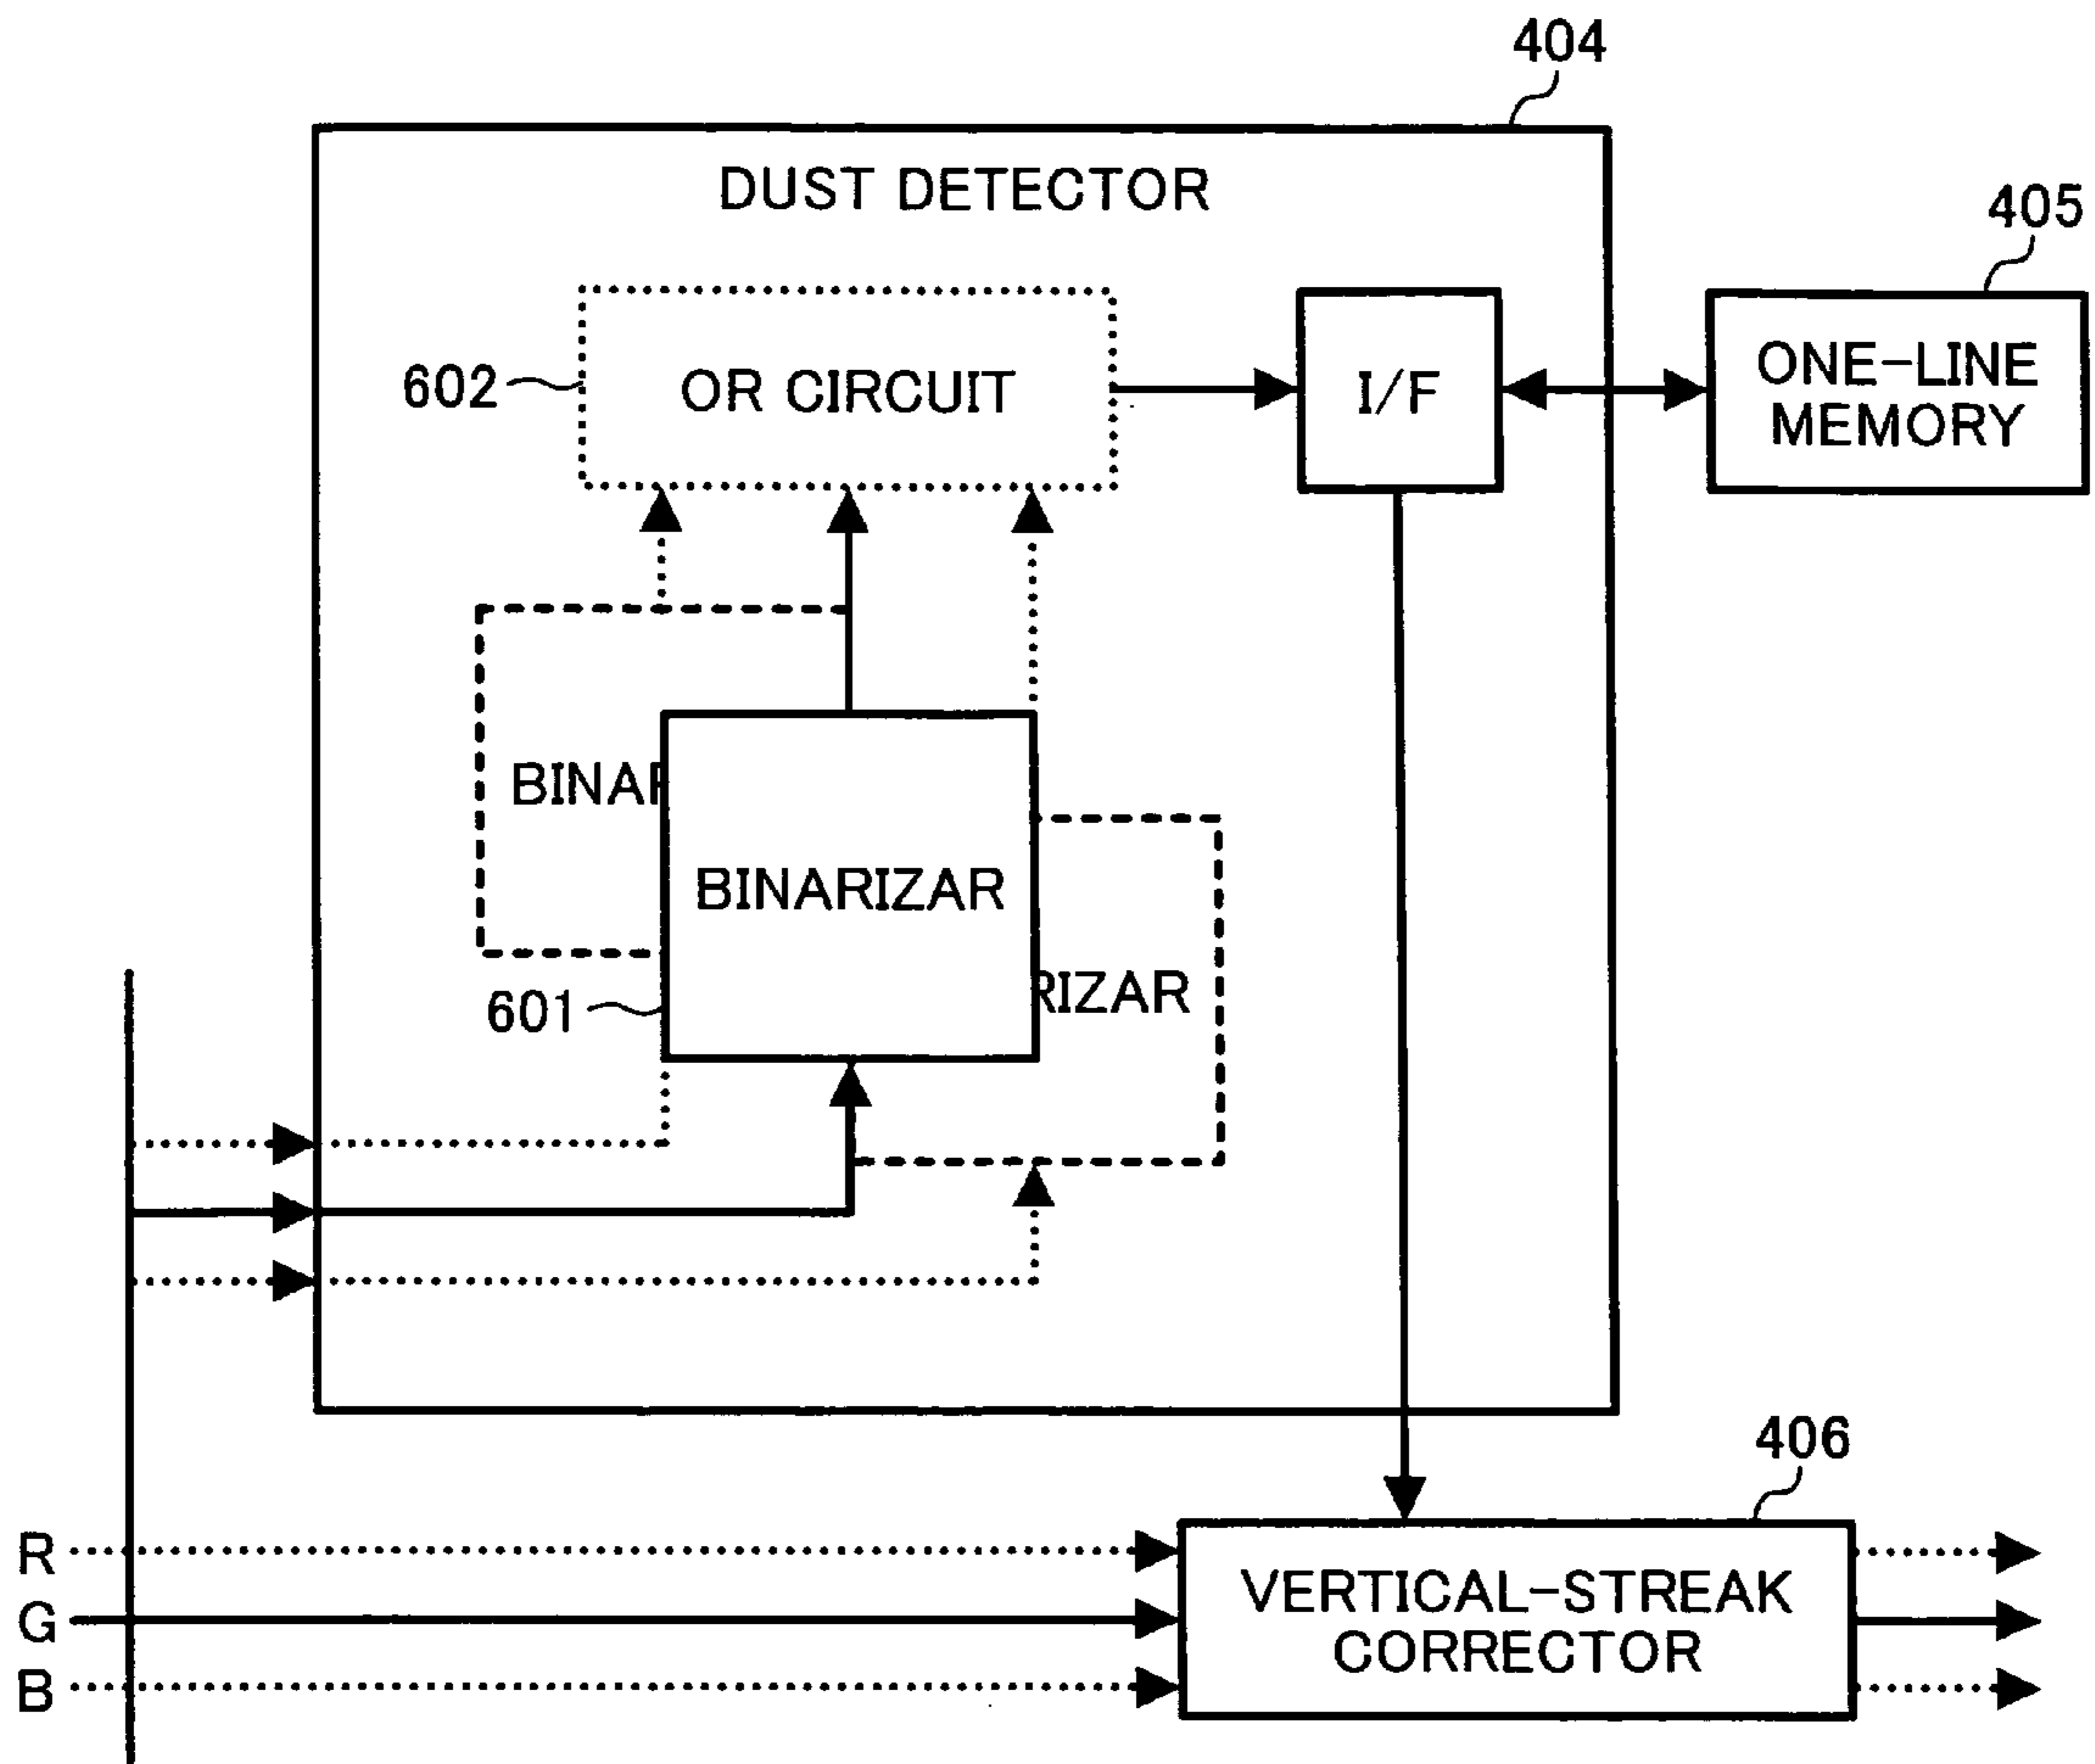 404
DUST DETECTOR
405
602
OR CIRCUIT
I/F
ONE-LINE
MEMORY
BINAR
BINARIZAR
RIZAR
601
406
R
G
B
VERTICAL-STREAK
CORRECTOR